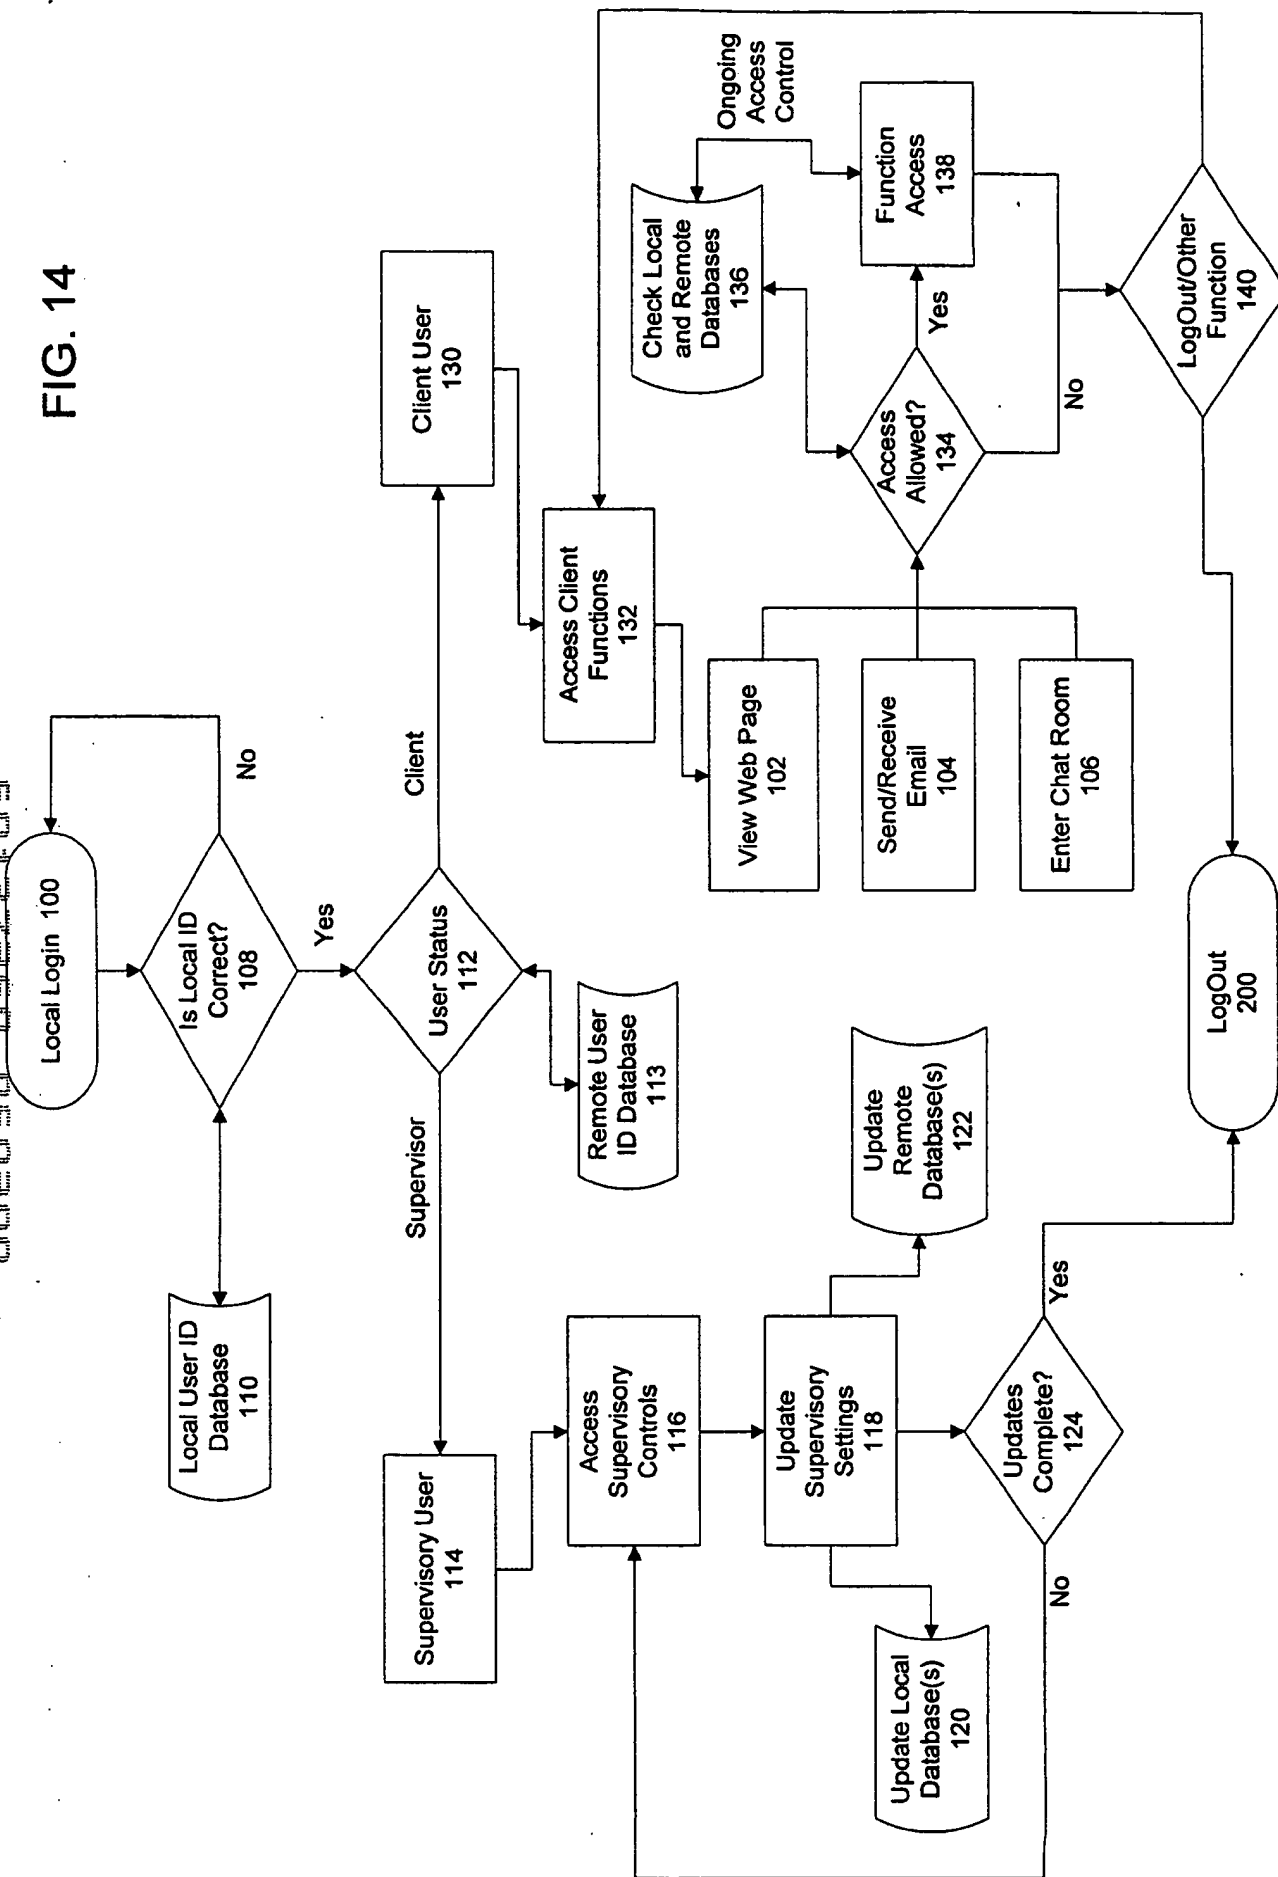 FIG. 14
Local Login 100
Is Local ID
Correct?
108
No
Yes
Local User ID
Database
110
User Status
112
Supervisor
Client
Remote User
ID Database
113
Supervisory User
114
Access
Supervisory
Controls
116
Update
Supervisory
Settings
118
Update Local
Database(s)
120
Update
Remote
Database(s)
122
Updates
Complete?
124
No
Yes
Client User
130
Access Client
Functions
132
View Web Page
102
Send/Receive
Email
104
Enter Chat Room
106
Access
Allowed?
134
Yes
No
Check Local
and Remote
Databases
136
Ongoing
Access
Control
Function
Access
138
LogOut/Other
Function
140
LogOut
200